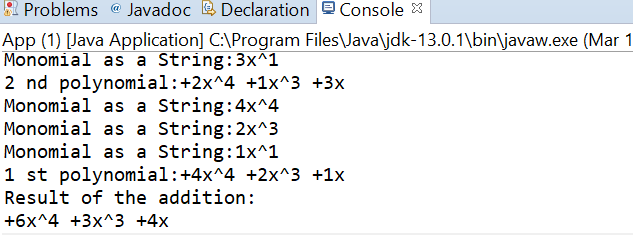 Problems @ Javadoc Declaration Console
App (1) [Java Application] C:\Program Files\Java\jdk-13.0.1\bin\javaw.exe (Mar 1
Monomial as a String:3x^1
2 nd polynomial:+2x^4 +1x^3 +3x
Monomial as a String:4x^4
Monomial as a String:2x^3
Monomial as a String:1x^1
1 st polynomial:+4x^4 +2x^3 +1x
Result of the addition:
+6x^4 +3x^3 +4x